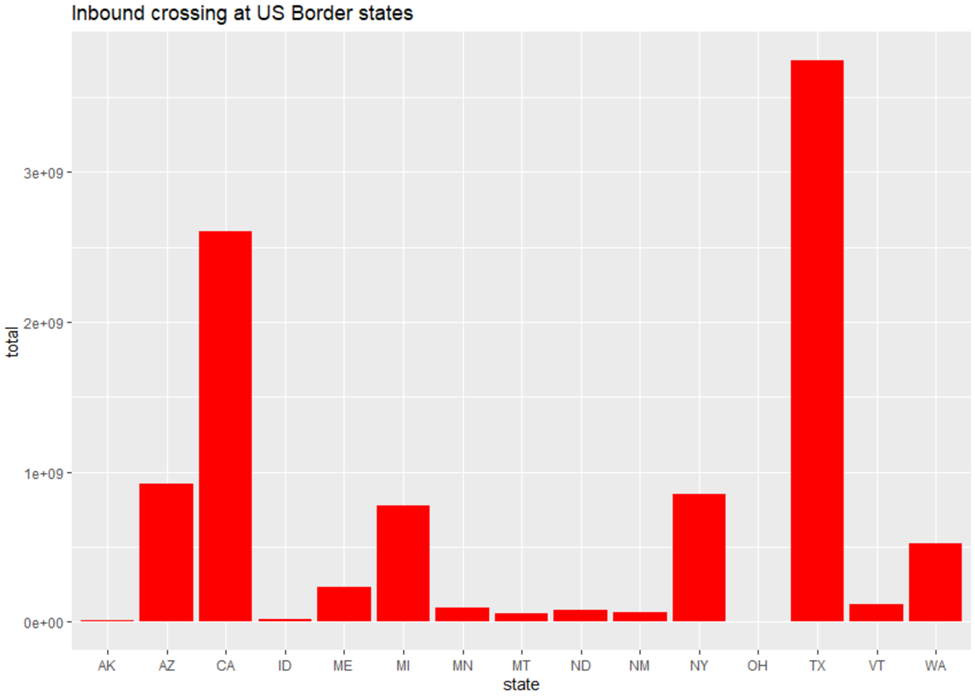 Inbound crossing at US Border states
total
3e+09
2e+09
1e+09
0e+00
AK AZ CA ID ME MI MN MT ND NM NY OH TX VT WA
state